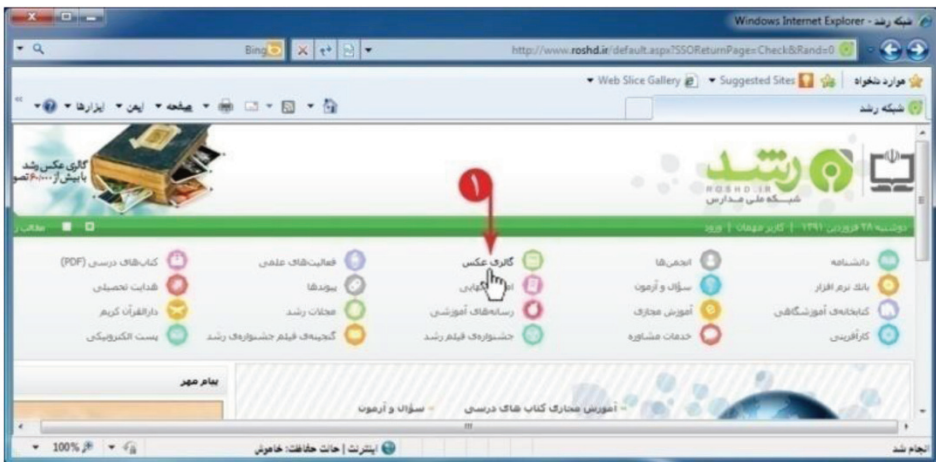 شبکه رشد - Windows Internet Explorer
http://www.roshd.ir/default.aspx?SSOReturnPage=Check&Rand=0
Bing
موارد دلخواه
Suggested Sites
Web Slice Gallery
شبکه رشد
صفحه
ایمن
ابزارها
رشد
ROSHD.IR
شبکه ملی مدارس
گالری عکس رشد
۱
دوشنبه ۲۸ فروردین ۱۳۹۱ | کاربر مهمان | ورود
دانشنامه
انجمن‌ها
گالری عکس
فعالیت‌های علمی
کتاب‌های درسی (PDF)
بانک نرم افزار
سؤال و آزمون
پیوندها
هدایت تحصیلی
کتابخانه‌ی آموزشگاهی
آموزش مجازی
رسانه‌های آموزشی
مجلات رشد
دارالقرآن کریم
کارآفرینی
خدمات مشاوره
جشنواره‌ی فیلم رشد
گنجینه‌ی فیلم جشنواره‌ی رشد
پست الکترونیکی
پیام مهر
- آموزش مجازی کتاب های درسی
- سؤال و آزمون
انجام شد
اینترنت | حالت حفاظت: خاموش
100%